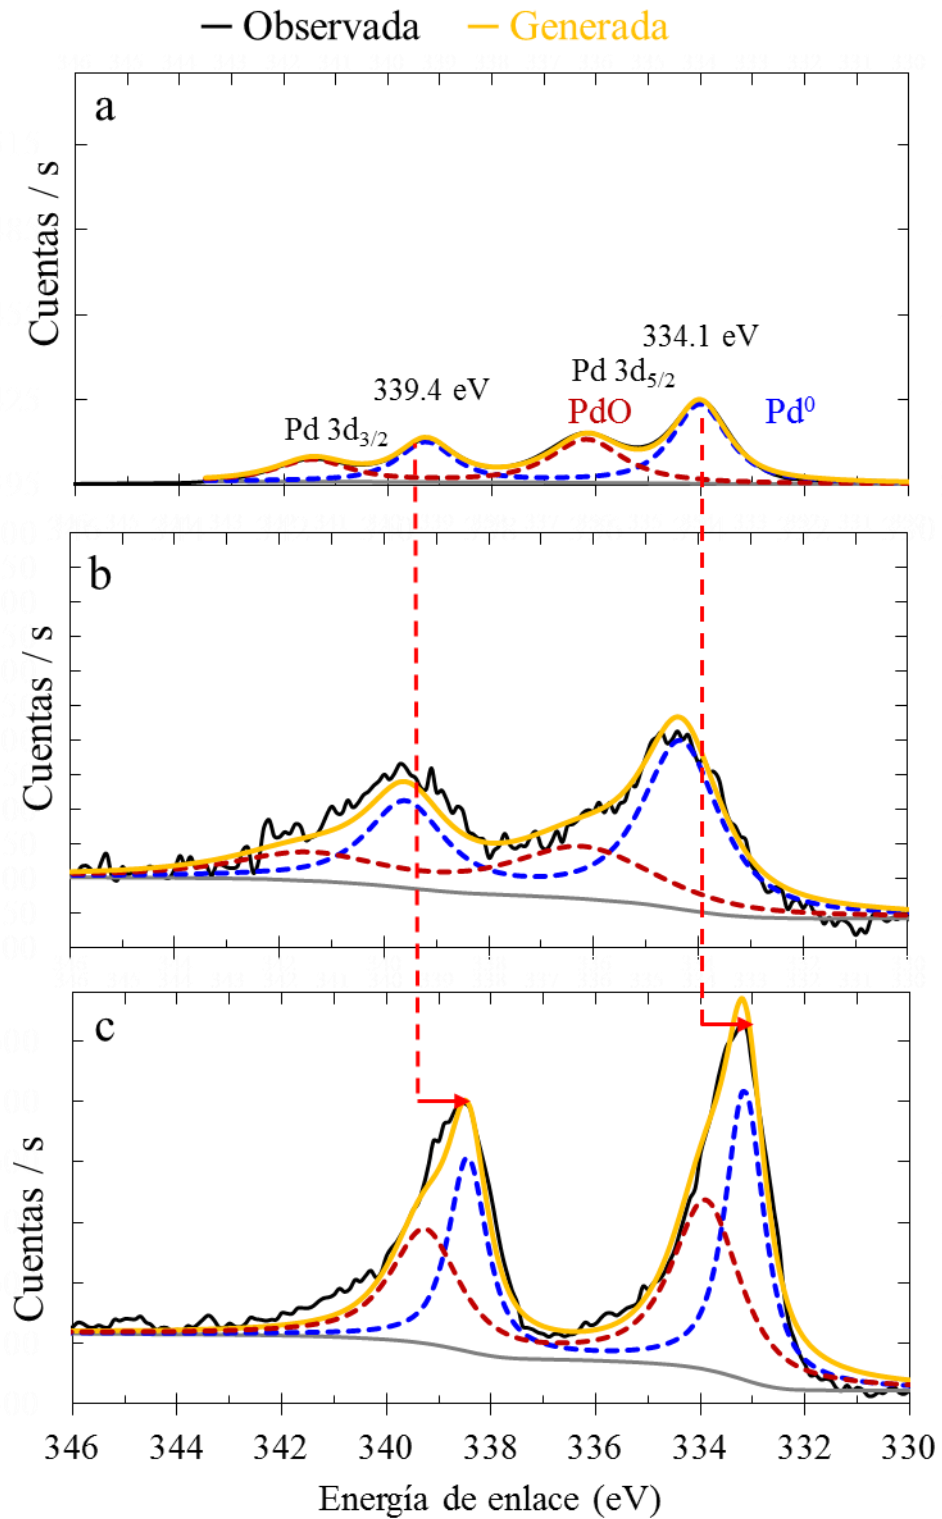 Observada Generada
a
Cuentas / s
334.1 eV
Pd 3d5/2
339.4 eV
PdO Pd⁰
Pd 3d3/2
b
Cuentas / s
c
Cuentas / s
346 344 342 340 338 336 334 332 330
Energía de enlace (eV)